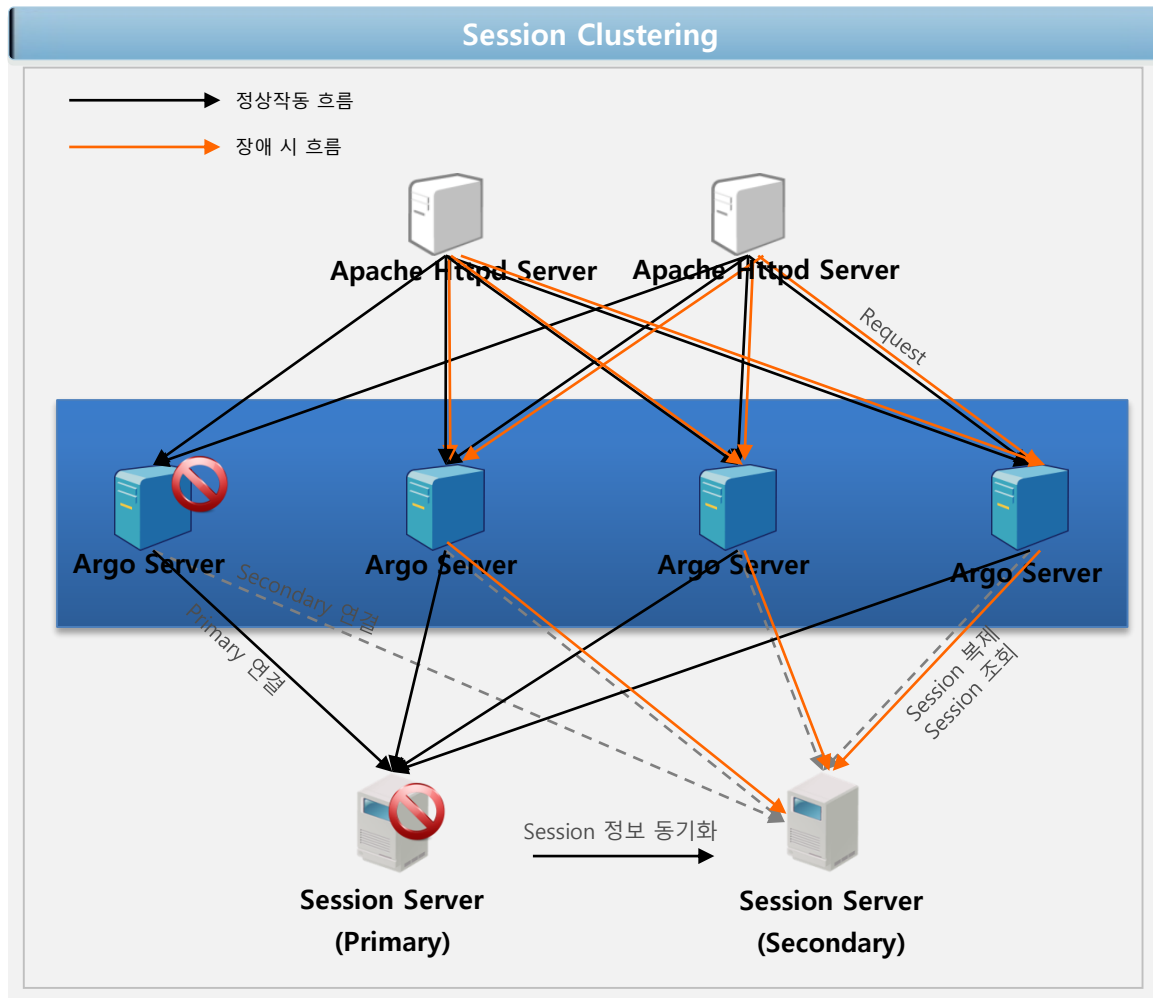 Session Clustering
정상작동 흐름
장애 시 흐름
Apache Httpd Server
Apache Httpd Server
Request
Argo Server
Argo Server
Argo Server
Argo Server
Secondary 연결
Primary 연결
Session 복제
Session 조회
Session 정보 동기화
Session Server
(Primary)
Session Server
(Secondary)